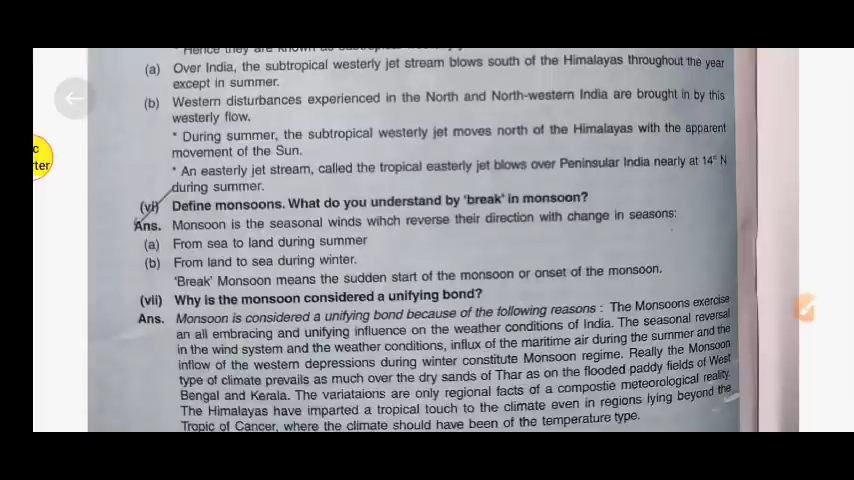 * Hence they are known as subtropical westerly
(a) Over India, the subtropical westerly jet stream blows south of the Himalayas throughout the year
except in summer.
(b) Western disturbances experienced in the North and North-western India are brought in by this
westerly flow.
* During summer, the subtropical westerly jet moves north of the Himalayas with the apparent
movement of the Sun.
* An easterly jet stream, called the tropical easterly jet blows over Peninsular India nearly at 14° N
during summer.
(vi) Define monsoons. What do you understand by 'break' in monsoon?
Ans. Monsoon is the seasonal winds wihch reverse their direction with change in seasons:
(a) From sea to land during summer
(b) From land to sea during winter.
'Break' Monsoon means the sudden start of the monsoon or onset of the monsoon.
(vii) Why is the monsoon considered a unifying bond?
Ans. Monsoon is considered a unifying bond because of the following reasons : The Monsoons exercise
an all embracing and unifying influence on the weather conditions of India. The seasonal reversal
in the wind system and the weather conditions, influx of the maritime air during the summer and the
inflow of the western depressions during winter constitute Monsoon regime. Really the Monsoon
type of climate prevails as much over the dry sands of Thar as on the flooded paddy fields of West
Bengal and Kerala. The variataions are only regional facts of a compostie meteorological reality.
The Himalayas have imparted a tropical touch to the climate even in regions lying beyond the
Tropic of Cancer, where the climate should have been of the temperature type.
c
ter